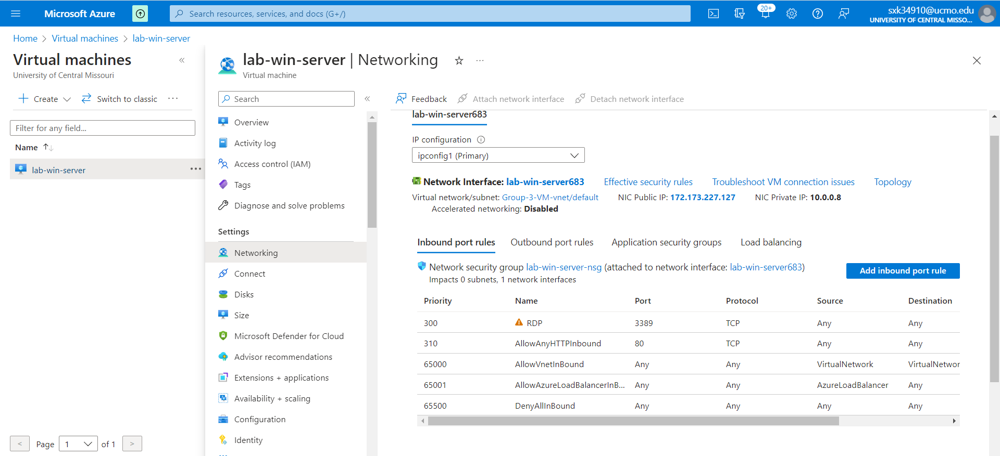 Microsoft Azure
Search resources, services, and docs (G+/)
20+
sxk34910@ucmo.edu
UNIVERSITY OF CENTRAL MISSO...
Home > Virtual machines > lab-win-server
Virtual machines
University of Central Missouri
Create
Switch to classic
...
Filter for any field...
Name
lab-win-server
...
< Page 1 of 1 >
lab-win-server | Networking
...
Virtual machine
Search
Overview
Activity log
Access control (IAM)
Tags
Diagnose and solve problems
Settings
Networking
Connect
Disks
Size
Microsoft Defender for Cloud
Advisor recommendations
Extensions + applications
Availability + scaling
Configuration
Identity
Feedback
Attach network interface
Detach network interface
lab-win-server683
IP configuration
ipconfig1 (Primary)
Network Interface: lab-win-server683 Effective security rules Troubleshoot VM connection issues Topology
Virtual network/subnet: Group-3-VM-vnet/default NIC Public IP: 172.173.227.127 NIC Private IP: 10.0.0.8
Accelerated networking: Disabled
Inbound port rules Outbound port rules Application security groups Load balancing
Network security group lab-win-server-nsg (attached to network interface: lab-win-server683)
Impacts 0 subnets, 1 network interfaces
Add inbound port rule
Priority Name Port Protocol Source Destination
300 RDP 3389 TCP Any Any
310 AllowAnyHTTPInbound 80 TCP Any Any
65000 AllowVnetInBound Any Any VirtualNetwork VirtualNetwor
65001 AllowAzureLoadBalancerInB... Any Any AzureLoadBalancer Any
65500 DenyAllInBound Any Any Any Any